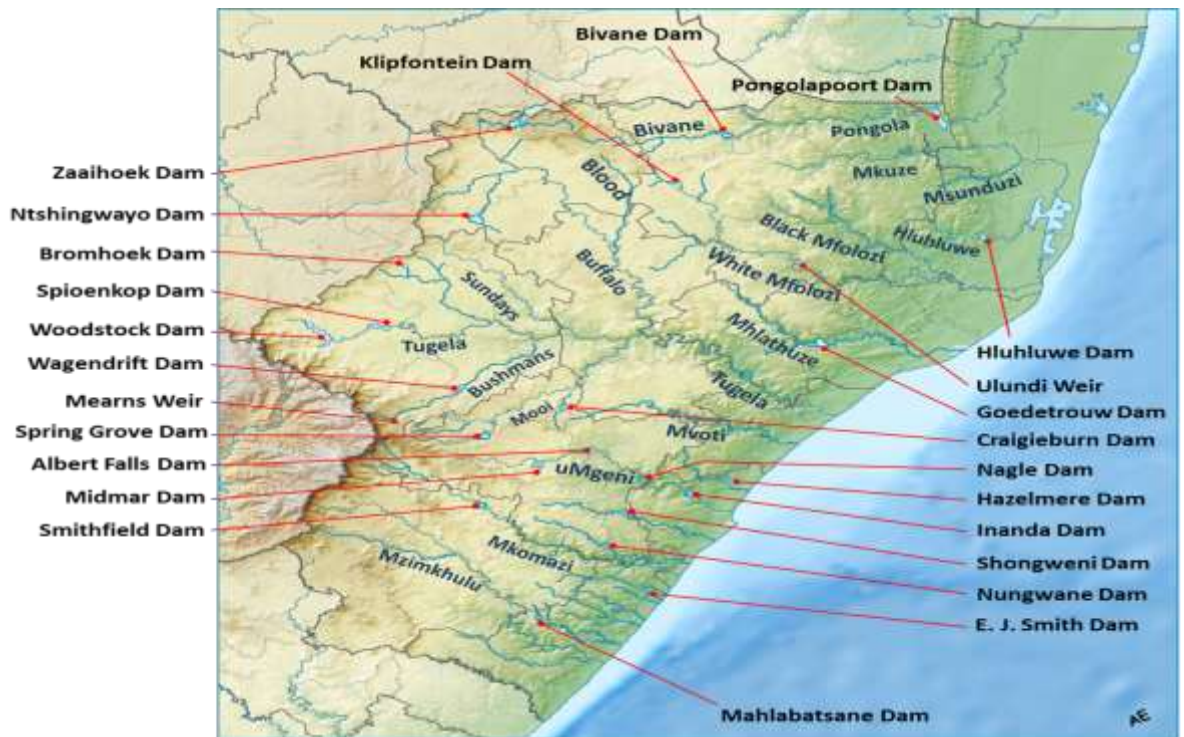 Bivane Dam
Klipfontein Dam
Pongolapoort Dam
Zaaihoek Dam
Ntshingwayo Dam
Bromhoek Dam
Spioenkop Dam
Woodstock Dam
Wagendrift Dam
Mearns Weir
Spring Grove Dam
Albert Falls Dam
Midmar Dam
Smithfield Dam
Bivane
Pongola
Blood
Mkuze
Msunduzi
Black Mfolozi
Hluhluwe
Buffalo
White Mfolozi
Sundays
Mhlathuze
Tugela
Bushmans
Tugela
Mooi
Mvoti
uMgeni
Mkomazi
Mzimkhulu
Hluhluwe Dam
Ulundi Weir
Goedetrouw Dam
Craigieburn Dam
Nagle Dam
Hazelmere Dam
Inanda Dam
Shongweni Dam
Nungwane Dam
E. J. Smith Dam
Mahlabatsane Dam
AE